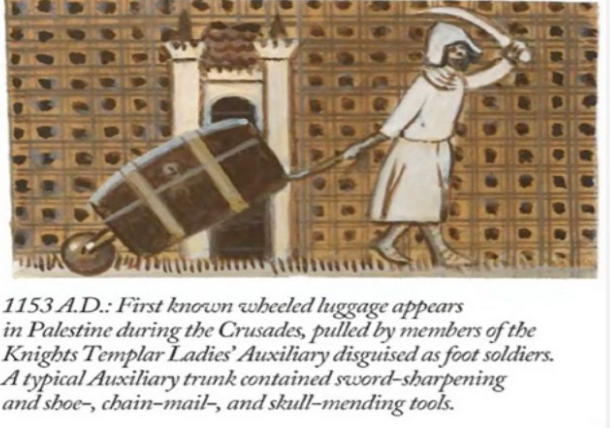 1153 A.D.: First known wheeled luggage appears
in Palestine during the Crusades, pulled by members of the
Knights Templar Ladies' Auxiliary disguised as foot soldiers.
A typical Auxiliary trunk contained sword-sharpening
and shoe-, chain-mail-, and skull-mending tools.